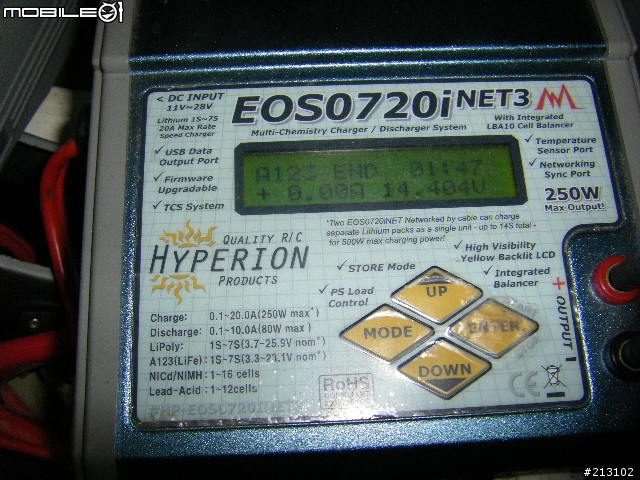 MOBILE01
< DC INPUT
11V~28V
Lithium 1S~7S
20A Max Rate
Speed Charger
✓ USB Data
Output Port
✓ Firmware
Upgradable
✓ TCS System
EOS0720i NET3
Multi-Chemistry Charger / Discharger System
With Integrated
LBA10 Cell Balancer
END 01:47
+ 14.404V
✓ Temperature
Sensor Port
✓ Networking
Sync Port
250W
Max Output!
*Two EOS0720iNET Networked by cable can charge
separate Lithium packs as a single unit - up to 14S total -
for 500W max charging power!
QUALITY R/C
HYPERION
PRODUCTS
✓ STORE Mode
✓ PS Load
Control
✓ High Visibility
Yellow Backlit LCD
✓ Integrated
Balancer
Charge: 0.1~20.0A(250W max*)
Discharge: 0.1~10.0A(80W max)
LiPoly: 1S~7S(3.7~25.9V nom*)
A123(LiFe): 1S~7S(3.3~23.1V nom*)
NiCd/NiMH: 1~16 cells
Lead-Acid: 1~12cells
#HP-EOS0720INET3
UP
MODE
ENTER
DOWN
+ OUTPUT -
RoHS
CE
#213102